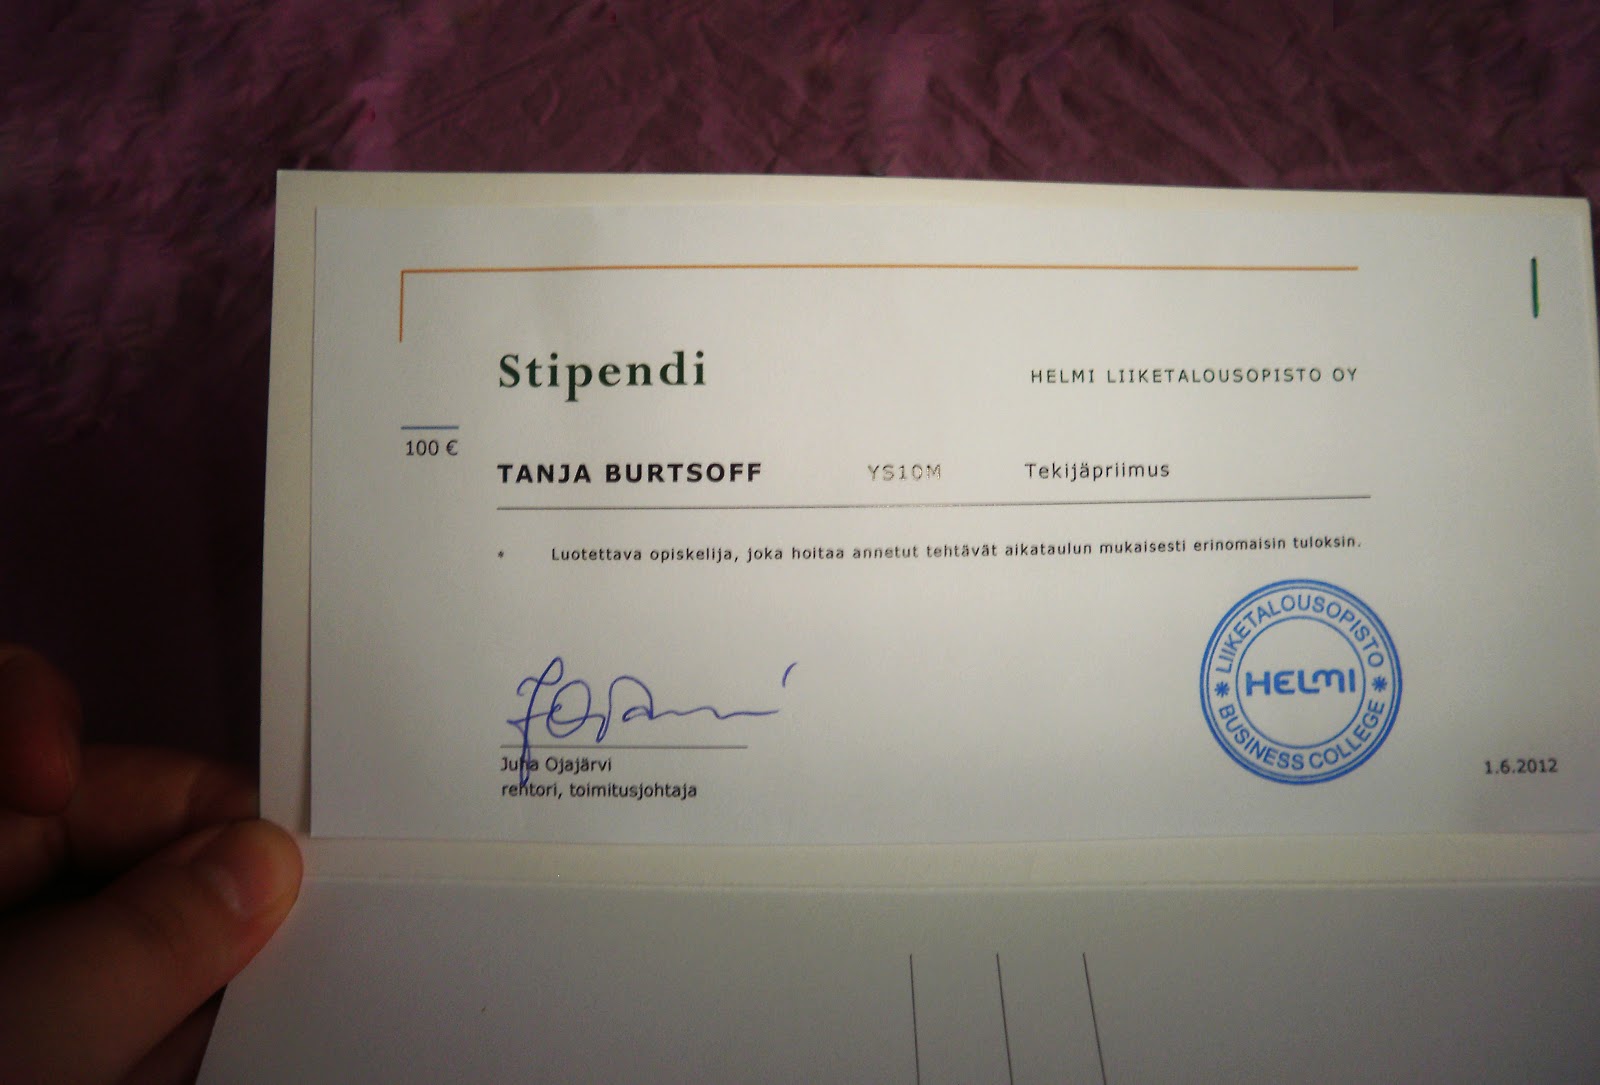 Stipendi
HELMI LIIKETALOUSOPISTO OY
100 €
TANJA BURTSOFF YS10M Tekijäpriimus
* Luotettava opiskelija, joka hoitaa annetut tehtävät aikataulun mukaisesti erinomaisin tuloksin.
LIIKETALOUSOPISTO
HELMI
BUSINESS COLLEGE
Juha Ojajärvi
rehtori, toimitusjohtaja
1.6.2012